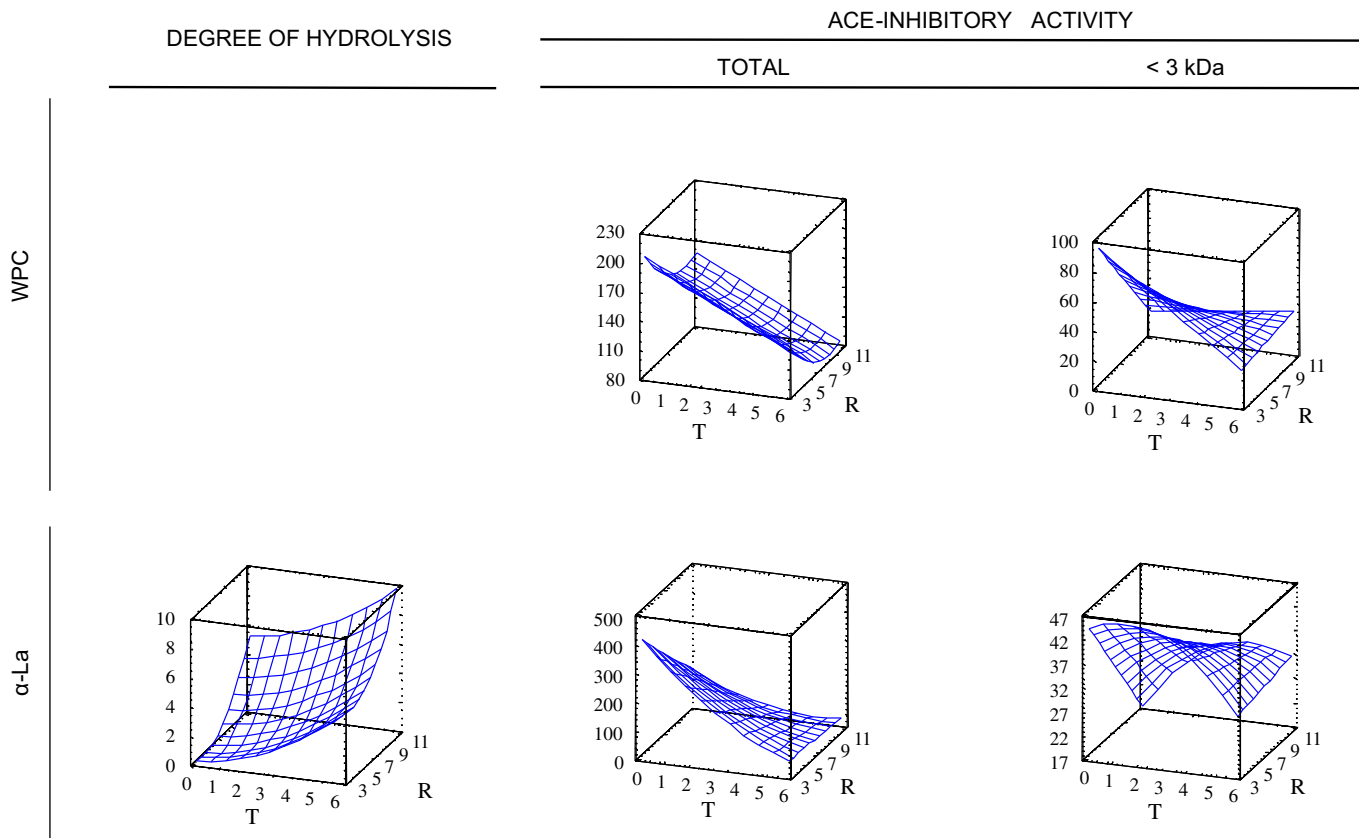 DEGREE OF HYDROLYSIS
ACE-INHIBITORY ACTIVITY
TOTAL
< 3 kDa
WPC
230
200
170
140
110
80
0 1 2 3 4 5 6
T
3 5 7 9 11
R
100
80
60
40
20
0
0 1 2 3 4 5 6
T
3 5 7 9 11
R
α-La
10
8
6
4
2
0
0 1 2 3 4 5 6
T
3 5 7 9 11
R
500
400
300
200
100
0
0 1 2 3 4 5 6
T
3 5 7 9 11
R
47
42
37
32
27
22
17
0 1 2 3 4 5 6
T
3 5 7 9 11
R